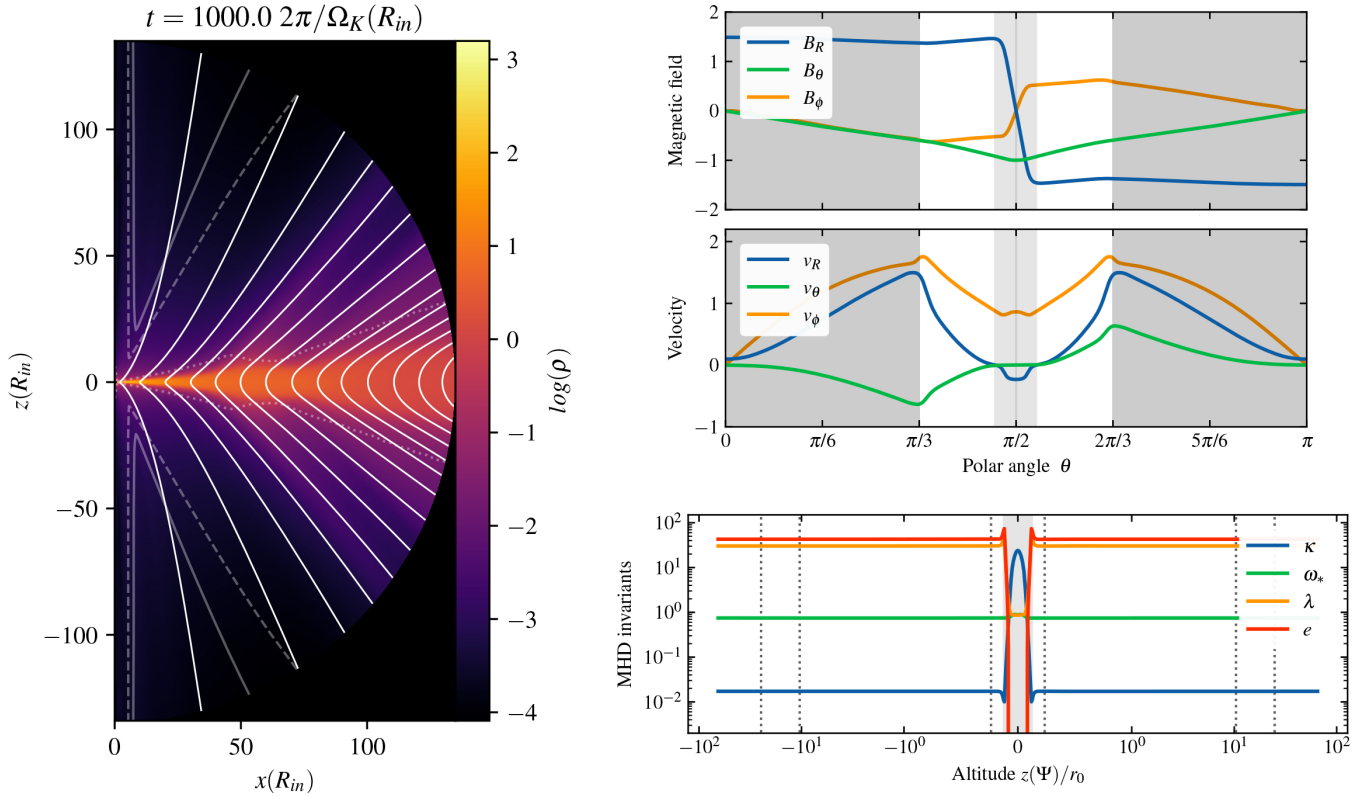 t = 1000.0 2π/Ω_K(R_in)
100
50
0
−50
−100
z(R_in)
0 50 100
x(R_in)
3
2
1
0
−1
−2
−3
−4
log(ρ)
2
1
0
−1
−2
Magnetic field
B_R
B_θ
B_ϕ
2
1
0
−1
Velocity
v_R
v_θ
v_ϕ
0 π/6 π/3 π/2 2π/3 5π/6 π
Polar angle θ
10^2
10^1
10^0
10^−1
10^−2
MHD invariants
κ
ω_*
λ
e
−10^2 −10^1 −10^0 0 10^0 10^1 10^2
Altitude z(Ψ)/r_0